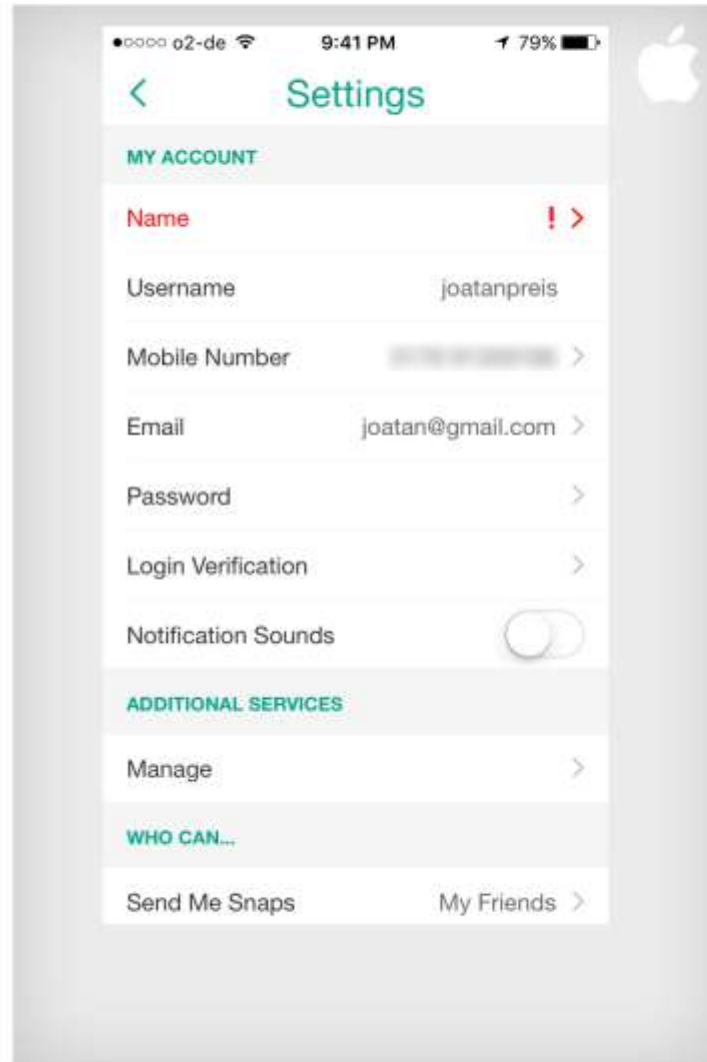 o2-de 9:41 PM 79%
Settings
MY ACCOUNT
Name !
Username joatanpreis
Mobile Number
Email joatan@gmail.com
Password
Login Verification
Notification Sounds
ADDITIONAL SERVICES
Manage
WHO CAN...
Send Me Snaps My Friends